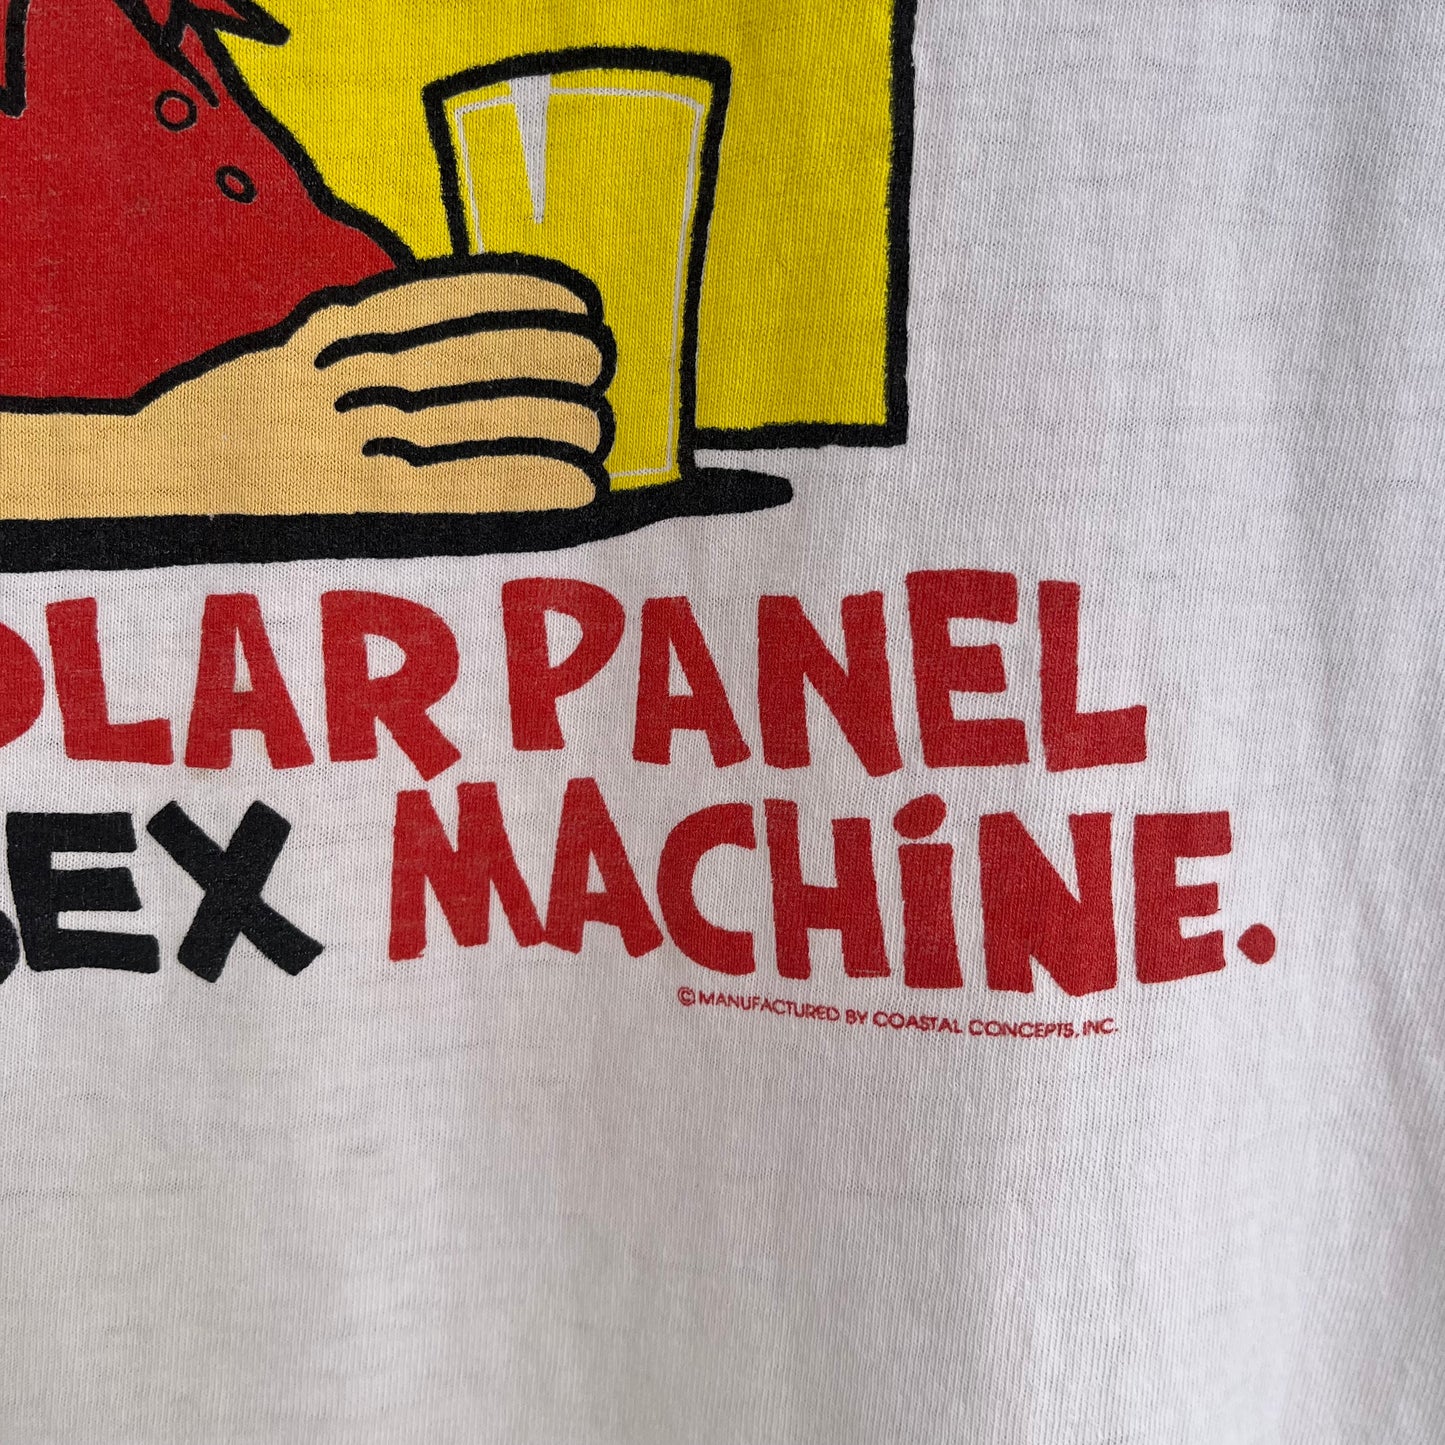 OLAR PANEL
SEX MACHiNE.
© MANUFACTURED BY COASTAL CONCEPTS, INC.